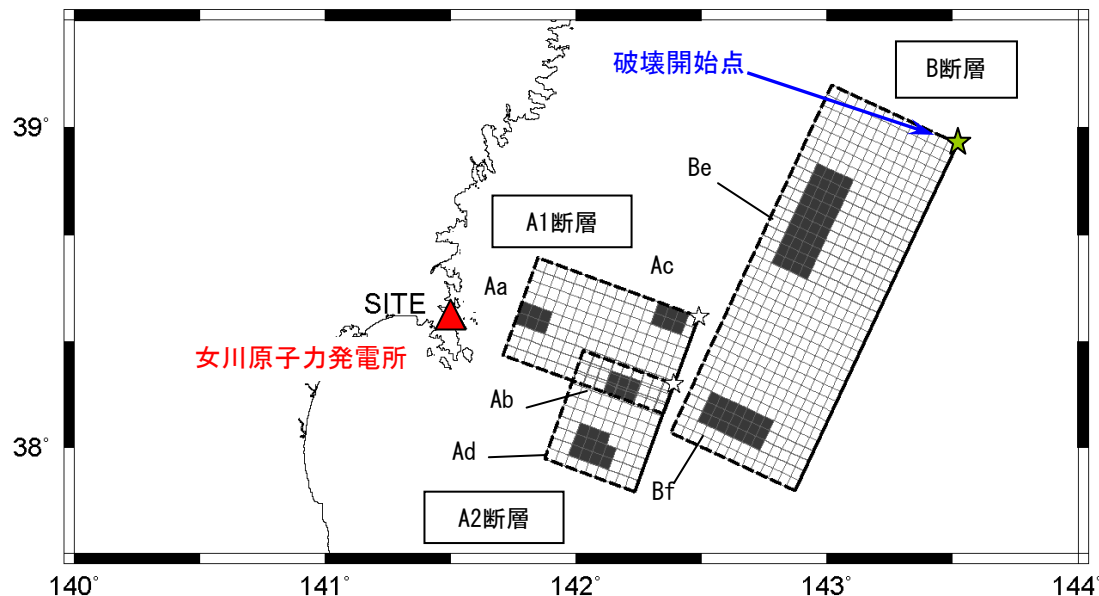 破壊開始点
B断層
39°
Be
A1断層
Ac
Aa
SITE
女川原子力発電所
Ab
38°
Ad
Bf
A2断層
140°
141°
142°
143°
144°